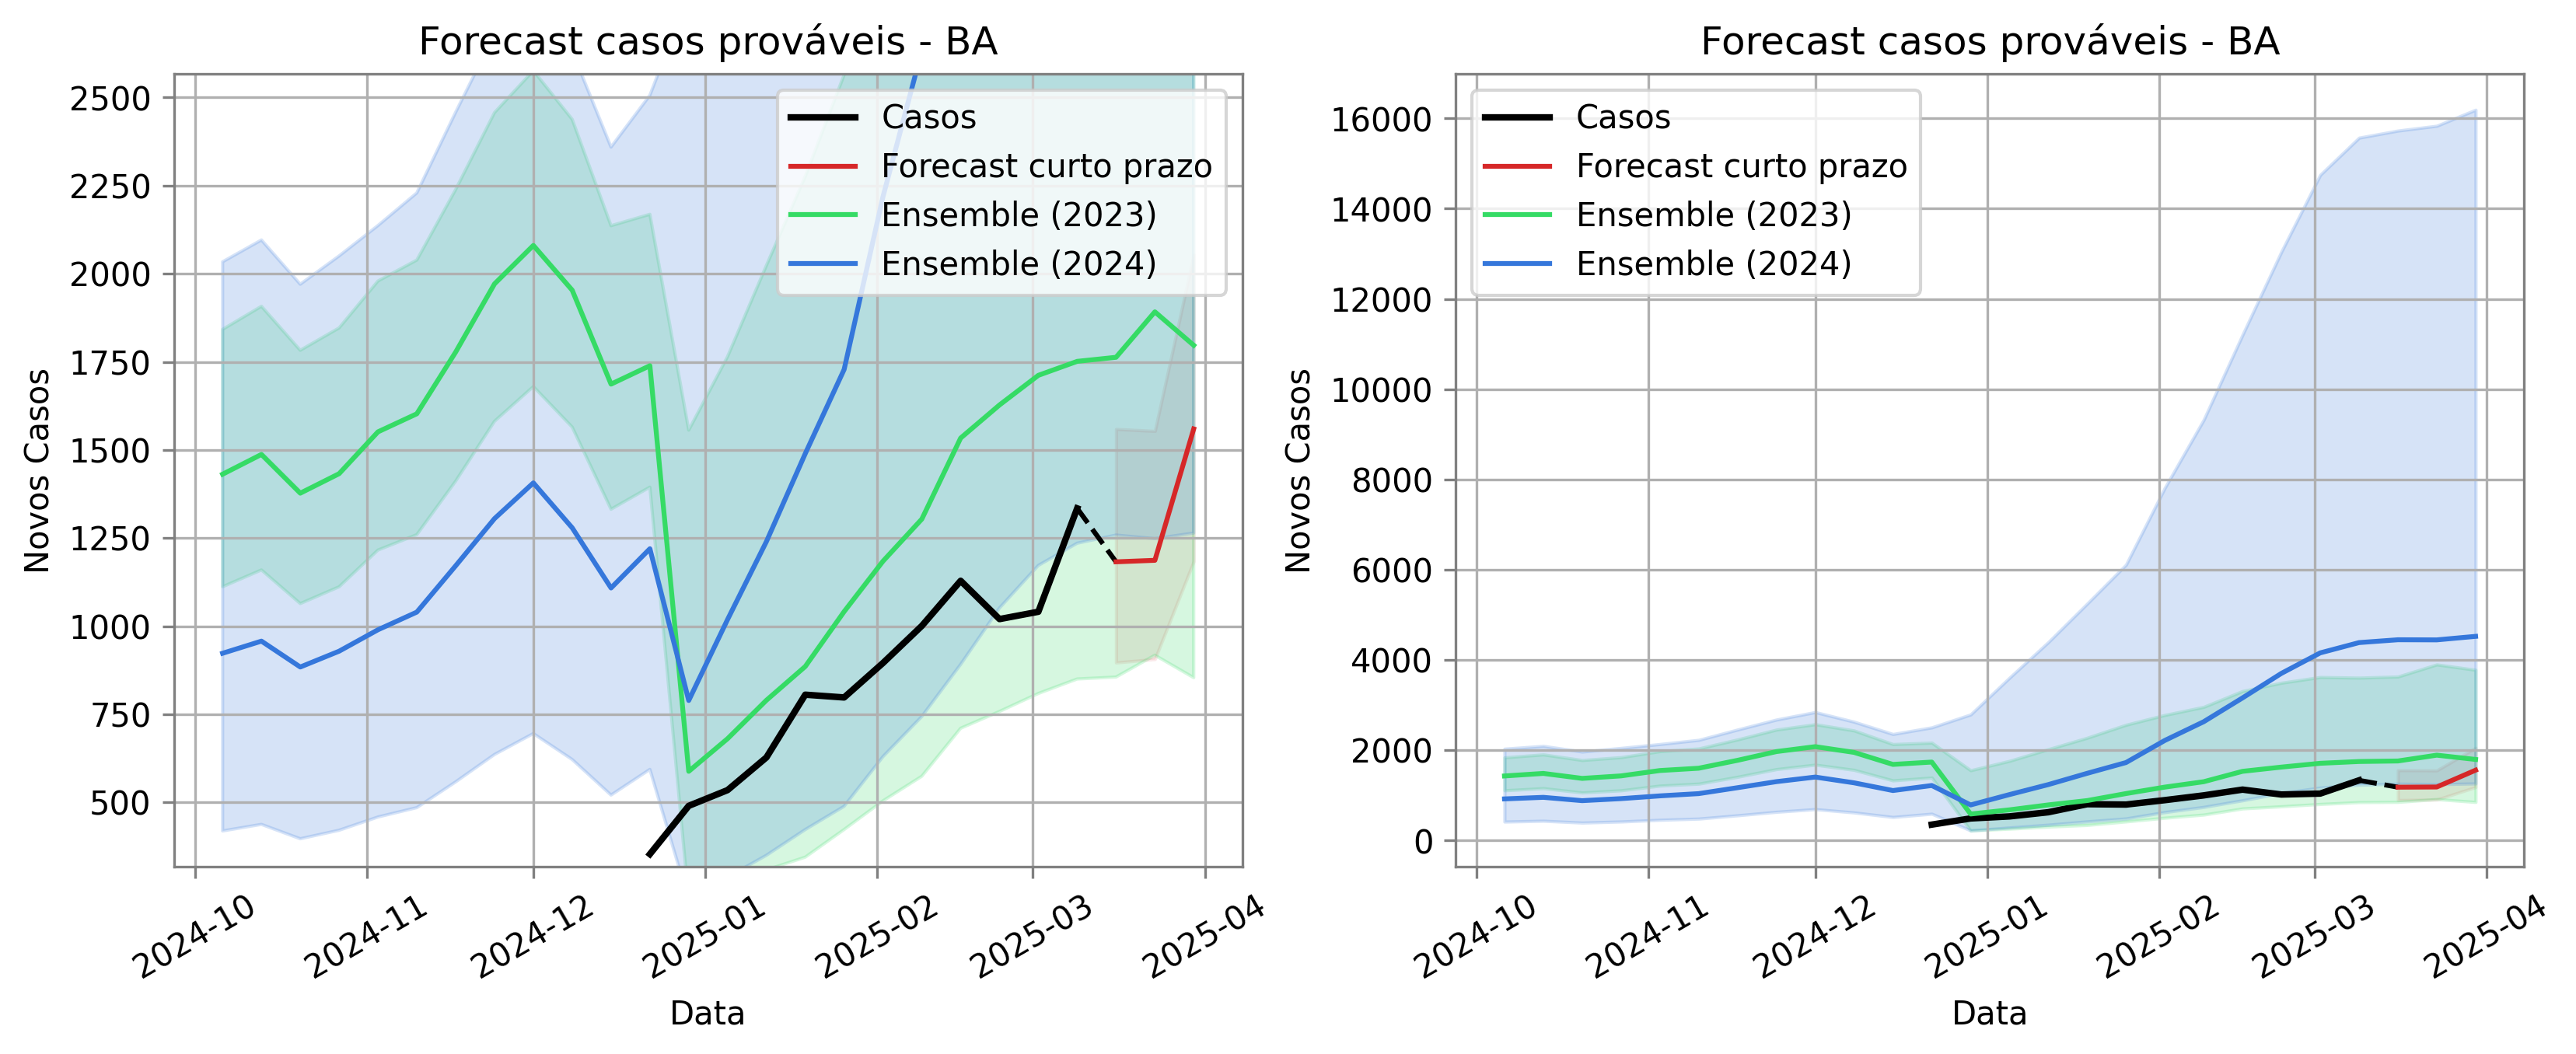 Forecast casos prováveis - BA
Novos Casos
2500
2250
2000
1750
1500
1250
1000
750
500
Casos
Forecast curto prazo
Ensemble (2023)
Ensemble (2024)
2024-10
2024-11
2024-12
2025-01
2025-02
2025-03
2025-04
Data
Forecast casos prováveis - BA
Novos Casos
16000
14000
12000
10000
8000
6000
4000
2000
0
Casos
Forecast curto prazo
Ensemble (2023)
Ensemble (2024)
2024-10
2024-11
2024-12
2025-01
2025-02
2025-03
2025-04
Data